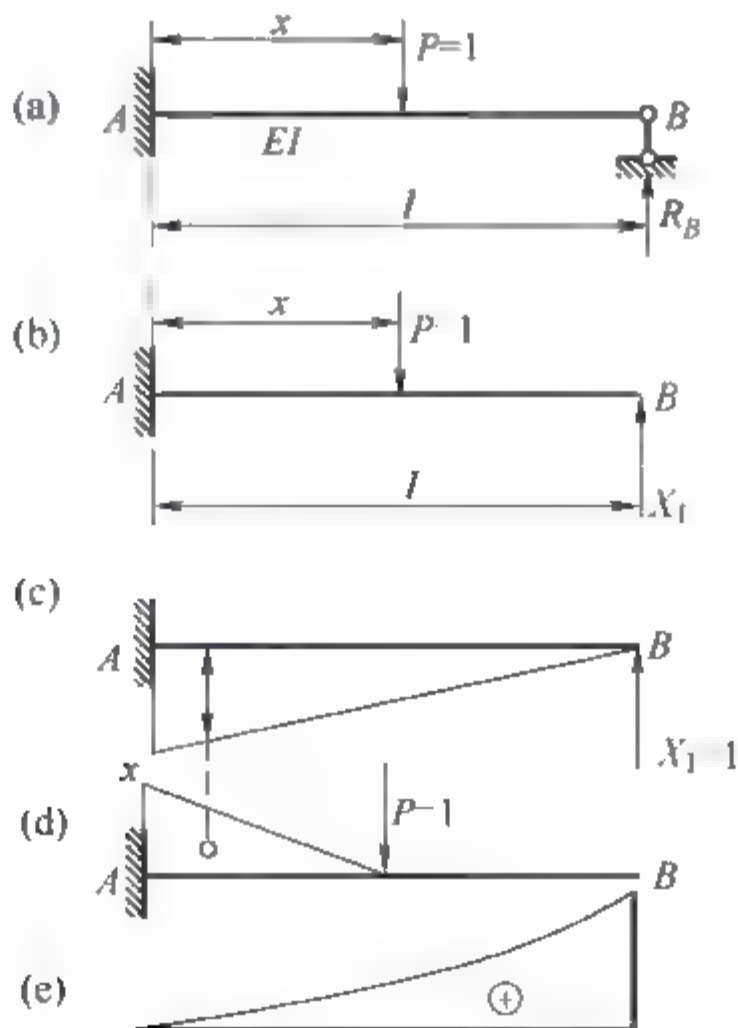 x
P=1
(a)
A
B
EI
l
R_B
x
(b)
P=1
A
B
l
X_1
(c)
A
B
X_1=1
x
(d)
P=1
A
B
(e)
+